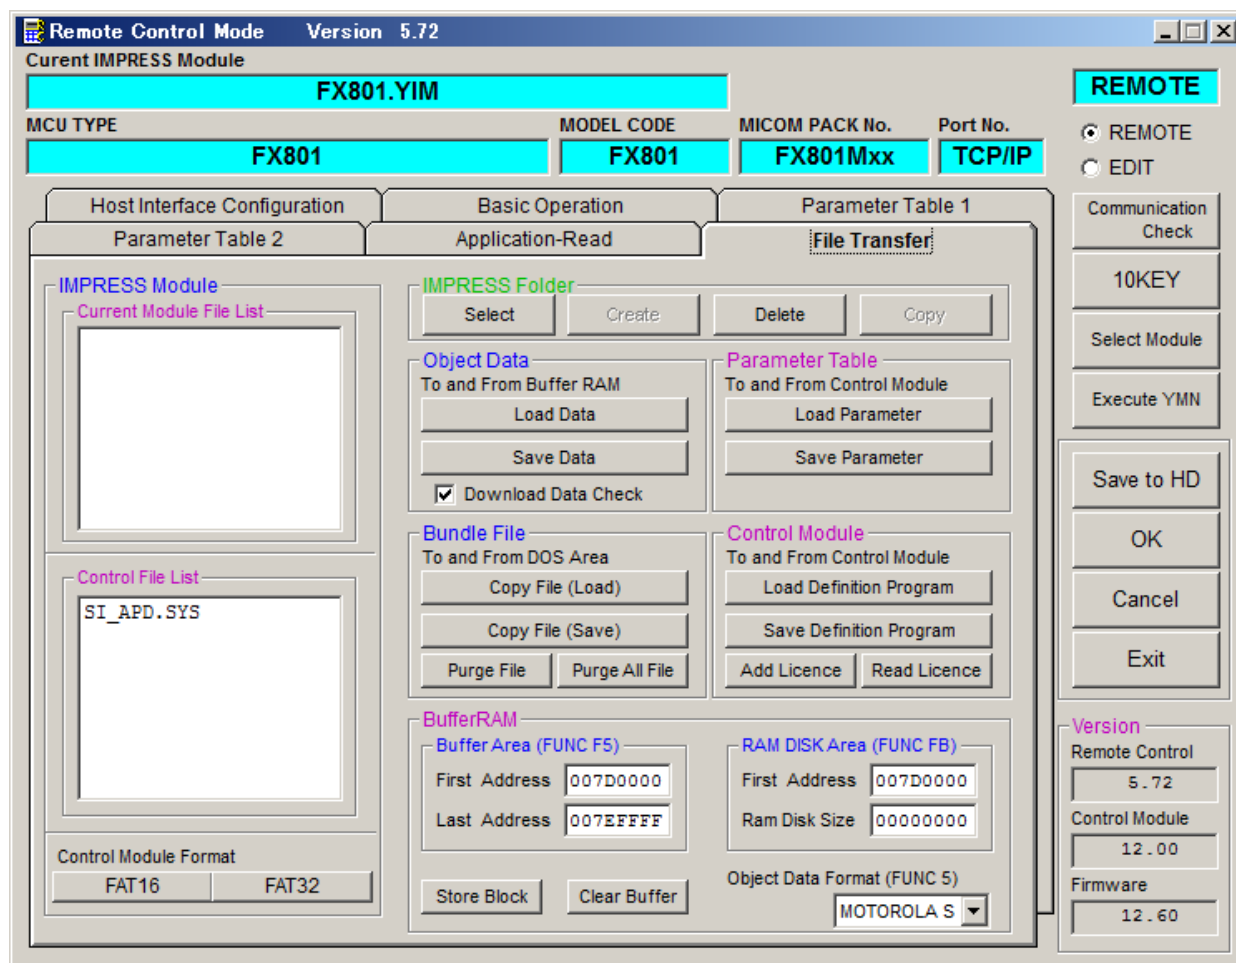 Remote Control Mode Version 5.72
Curent IMPRESS Module
FX801.YIM
MCU TYPE
MODEL CODE
MICOM PACK No.
Port No.
FX801
FX801
FX801Mxx
TCP/IP
REMOTE
REMOTE
EDIT
Host Interface Configuration
Basic Operation
Parameter Table 1
Parameter Table 2
Application-Read
File Transfer
IMPRESS Module
Current Module File List
Control File List
SI_APD.SYS
Control Module Format
FAT16
FAT32
IMPRESS Folder
Select
Create
Delete
Copy
Object Data
To and From Buffer RAM
Load Data
Save Data
Download Data Check
Parameter Table
To and From Control Module
Load Parameter
Save Parameter
Bundle File
To and From DOS Area
Copy File (Load)
Copy File (Save)
Purge File
Purge All File
Control Module
To and From Control Module
Load Definition Program
Save Definition Program
Add Licence
Read Licence
BufferRAM
Buffer Area (FUNC F5)
First Address 007D0000
Last Address 007EFFFF
RAM DISK Area (FUNC FB)
First Address 007D0000
Ram Disk Size 00000000
Store Block
Clear Buffer
Object Data Format (FUNC 5)
MOTOROLA S
Communication
Check
10KEY
Select Module
Execute YMN
Save to HD
OK
Cancel
Exit
Version
Remote Control
5.72
Control Module
12.00
Firmware
12.60